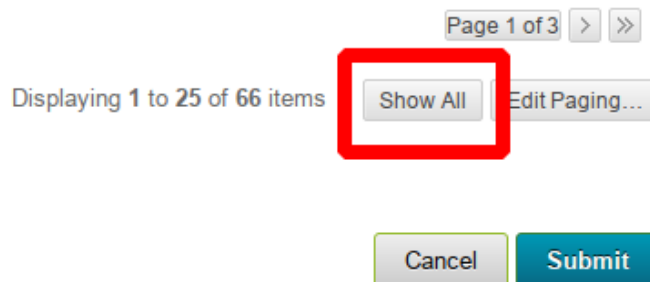 Page 1 of 3 > >>
Displaying 1 to 25 of 66 items Show All Edit Paging...
Cancel Submit